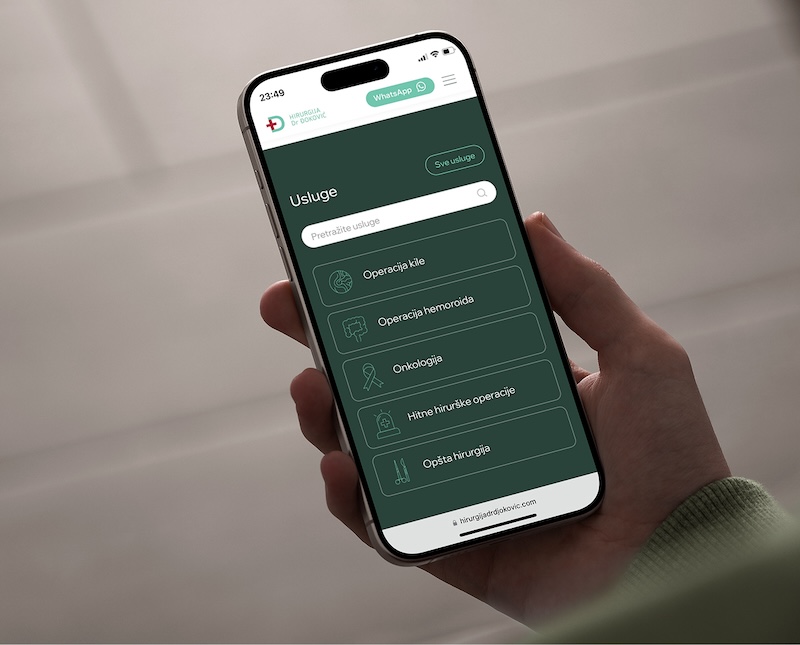 23:49
HIRURGIJA
Dr ĐOKOVIĆ
WhatsApp
Sve usluge
Usluge
Pretražite usluge
Operacija kile
Operacija hemoroida
Onkologija
Hitne hirurške operacije
Opšta hirurgija
hirurgijadrdjokovic.com